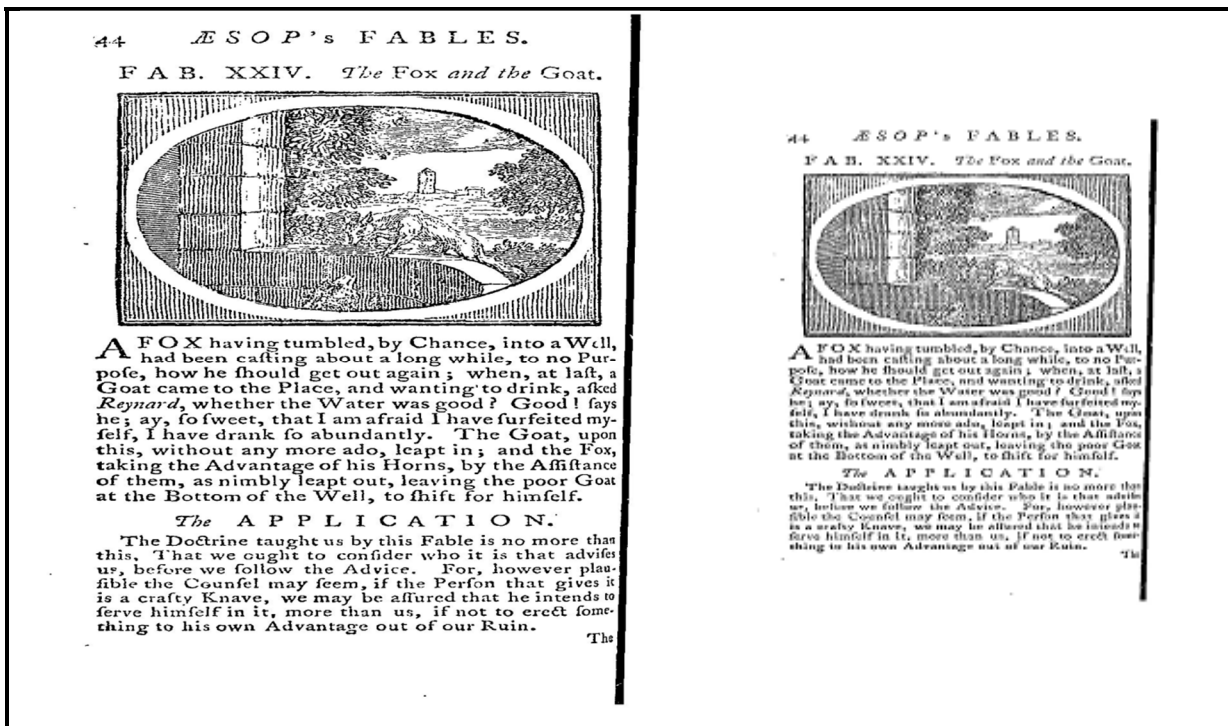 44 ÆSOP's FABLES.
FAB. XXIV. The Fox and the Goat.
A FOX having tumbled, by Chance, into a Well,
had been caſting about a long while, to no Pur-
poſe, how he ſhould get out again; when, at laſt, a
Goat came to the Place, and wanting to drink, aſked
Reynard, whether the Water was good? Good! ſays
he; ay, ſo ſweet, that I am afraid I have ſurfeited my-
ſelf, I have drank ſo abundantly. The Goat, upon
this, without any more ado, leapt in; and the Fox,
taking the Advantage of his Horns, by the Aſſiſtance
of them, as nimbly leapt out, leaving the poor Goat
at the Bottom of the Well, to ſhift for himſelf.
The APPLICATION.
The Doctrine taught us by this Fable is no more than
this, That we ought to conſider who it is that adviſes
us, before we follow the Advice. For, however plau-
ſible the Counſel may ſeem, if the Perſon that gives it
is a crafty Knave, we may be aſſured that he intends to
ſerve himſelf in it, more than us, if not to erect ſome-
thing to his own Advantage out of our Ruin.
The
44 ÆSOP's FABLES.
FAB. XXIV. The Fox and the Goat.
A FOX having tumbled, by Chance, into a Well,
had been caſting about a long while, to no Pur-
poſe, how he ſhould get out again; when, at laſt, a
Goat came to the Place, and wanting to drink, aſked
Reynard, whether the Water was good? Good! ſays
he; ay, ſo ſweet, that I am afraid I have ſurfeited my-
ſelf, I have drank ſo abundantly. The Goat, upon
this, without any more ado, leapt in; and the Fox,
taking the Advantage of his Horns, by the Aſſiſtance
of them, as nimbly leapt out, leaving the poor Goat
at the Bottom of the Well, to ſhift for himſelf.
The APPLICATION.
The Doctrine taught us by this Fable is no more than
this, That we ought to conſider who it is that adviſes
us, before we follow the Advice. For, however plau-
ſible the Counſel may ſeem, if the Perſon that gives it
is a crafty Knave, we may be aſſured that he intends to
ſerve himſelf in it, more than us, if not to erect ſome-
thing to his own Advantage out of our Ruin.
The